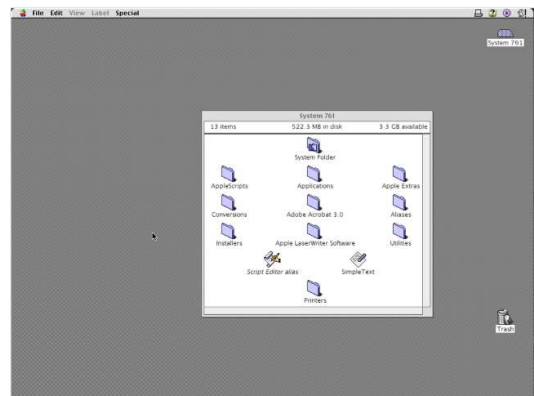 File Edit View Label Special
System 761
System 761
13 items 522.3 MB in disk 3.3 GB available
System Folder
AppleScripts Applications Apple Extras
Conversions Adobe Acrobat 3.0 Aliases
Installers Apple LaserWriter Software Utilities
Script Editor alias SimpleText
Printers
Trash